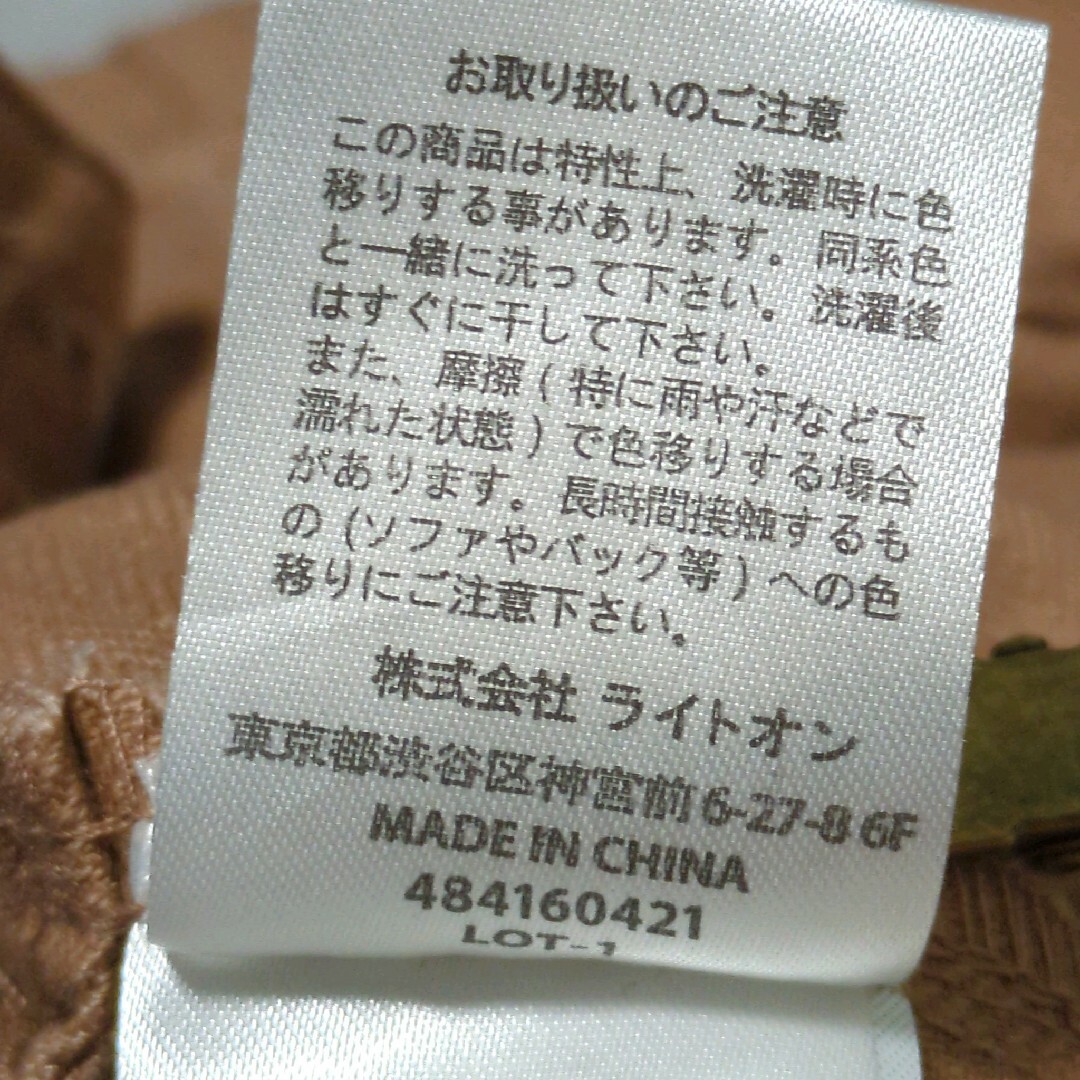 お取り扱いのご注意
この商品は特性上、洗濯時に色
移りする事があります。同系色
と一緒に洗って下さい。洗濯後
はすぐに干して下さい。
また、摩擦（特に雨や汗などで
濡れた状態）で色移りする場合
があります。長時間接触するも
の（ソファやバック等）への色
移りにご注意下さい。
株式会社 ライトオン
東京都渋谷区神宮前6-27-8 6F
MADE IN CHINA
484160421
LOT-1